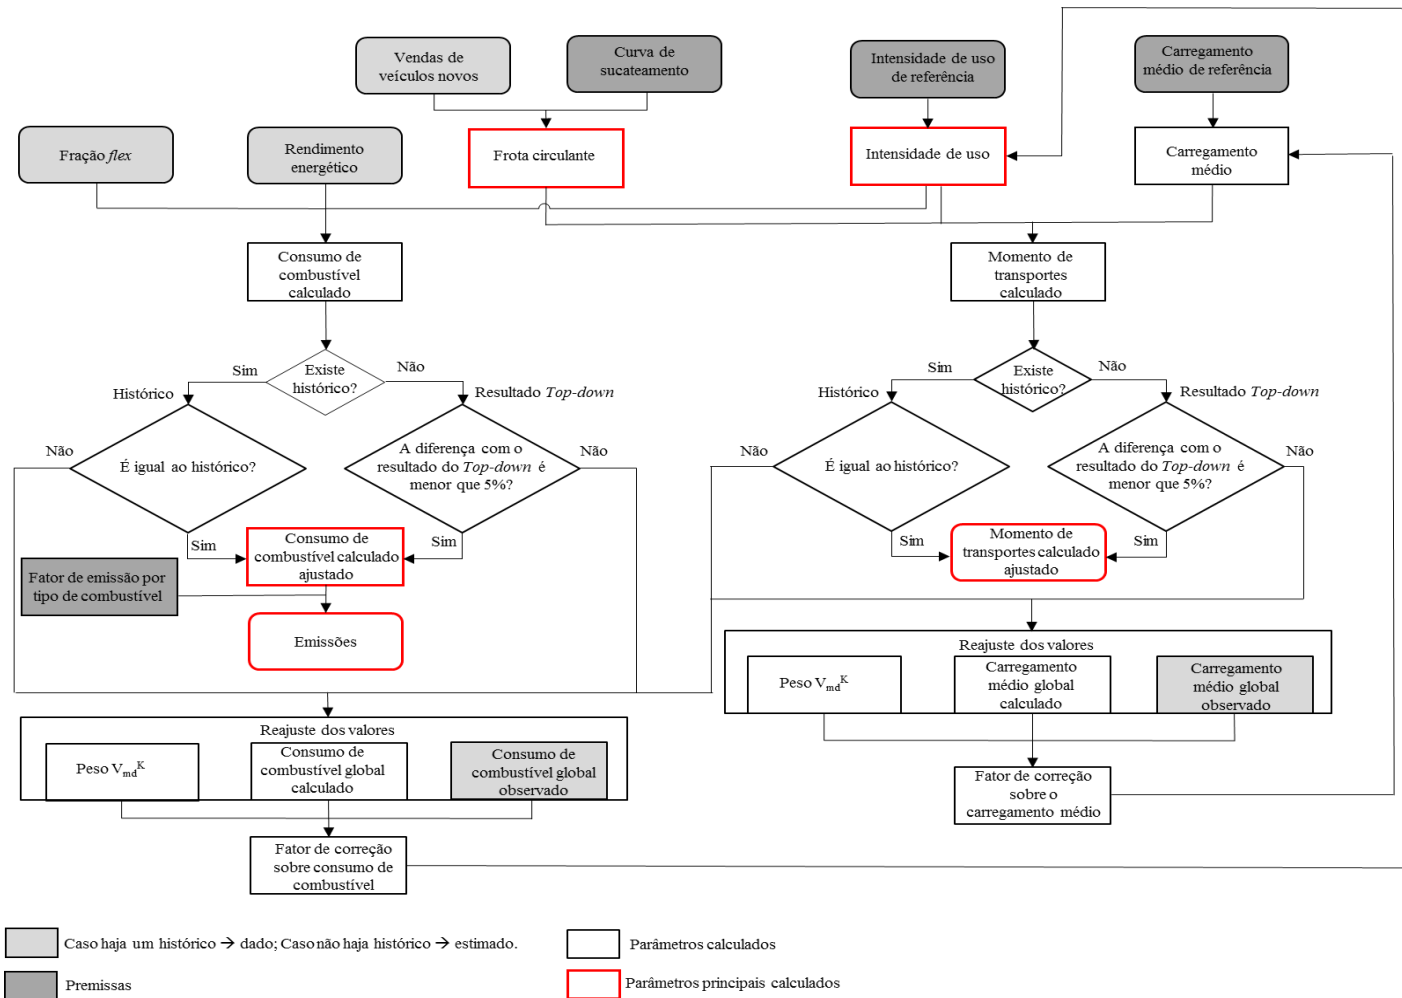 Vendas de
veículos novos
Curva de
sucateamento
Intensidade de uso
de referência
Carregamento
médio de referência
Fração flex
Rendimento
energético
Frota circulante
Intensidade de uso
Carregamento
médio
Consumo de
combustível
calculado
Momento de
transportes
calculado
Sim
Existe
histórico?
Não
Histórico
Resultado Top-down
Não
É igual ao histórico?
A diferença com o
resultado do Top-down é
menor que 5%?
Não
Sim
Existe
histórico?
Não
Histórico
Resultado Top-down
Não
É igual ao histórico?
A diferença com o
resultado do Top-down é
menor que 5%?
Não
Sim
Consumo de
combustível calculado
ajustado
Sim
Sim
Momento de
transportes calculado
ajustado
Sim
Fator de emissão por
tipo de combustível
Emissões
Reajuste dos valores
Peso Vmd^K
Carregamento
médio global
calculado
Carregamento
médio global
observado
Reajuste dos valores
Peso Vmd^K
Consumo de
combustível global
calculado
Consumo de
combustível global
observado
Fator de correção
sobre o
carregamento médio
Fator de correção
sobre consumo de
combustível
Caso haja um histórico → dado; Caso não haja histórico → estimado.
Parâmetros calculados
Premissas
Parâmetros principais calculados